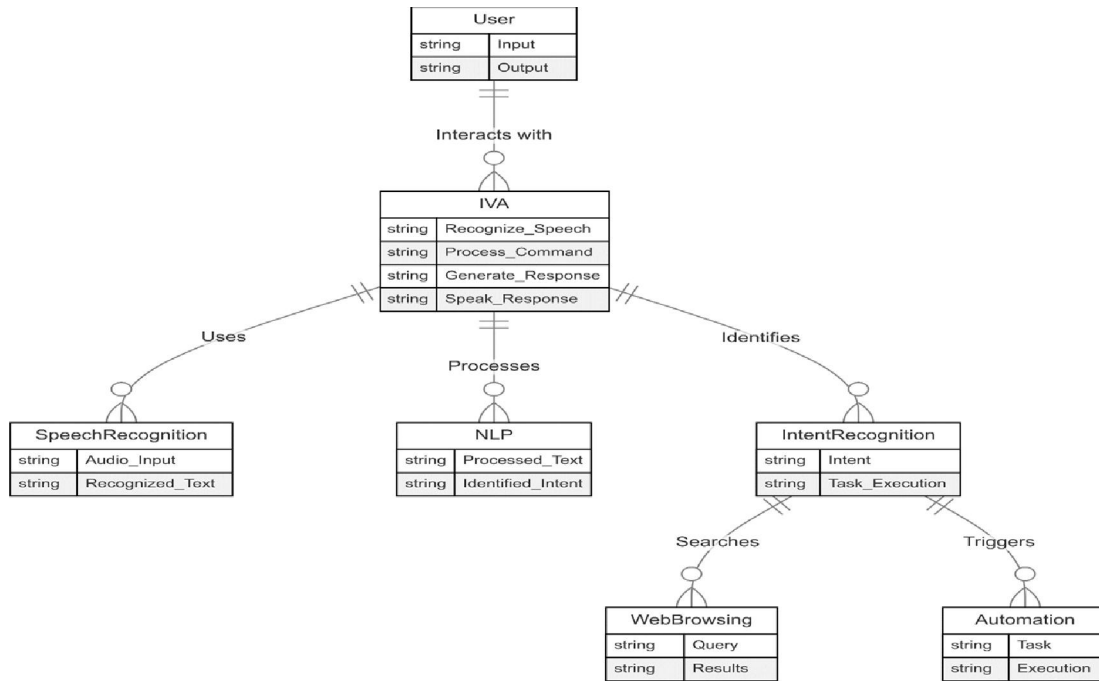 User
string Input
string Output
Interacts with
IVA
string Recognize_Speech
string Process_Command
string Generate_Response
string Speak_Response
Uses
Processes
Identifies
SpeechRecognition
string Audio_Input
string Recognized_Text
NLP
string Processed_Text
string Identified_Intent
IntentRecognition
string Intent
string Task_Execution
Searches
Triggers
WebBrowsing
string Query
string Results
Automation
string Task
string Execution